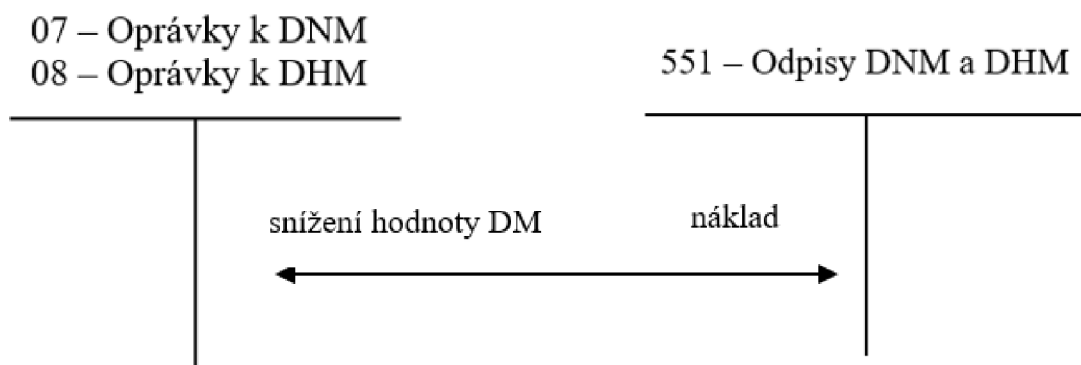 07 – Oprávky k DNM
08 – Oprávky k DHM
551 – Odpisy DNM a DHM
snížení hodnoty DM
náklad